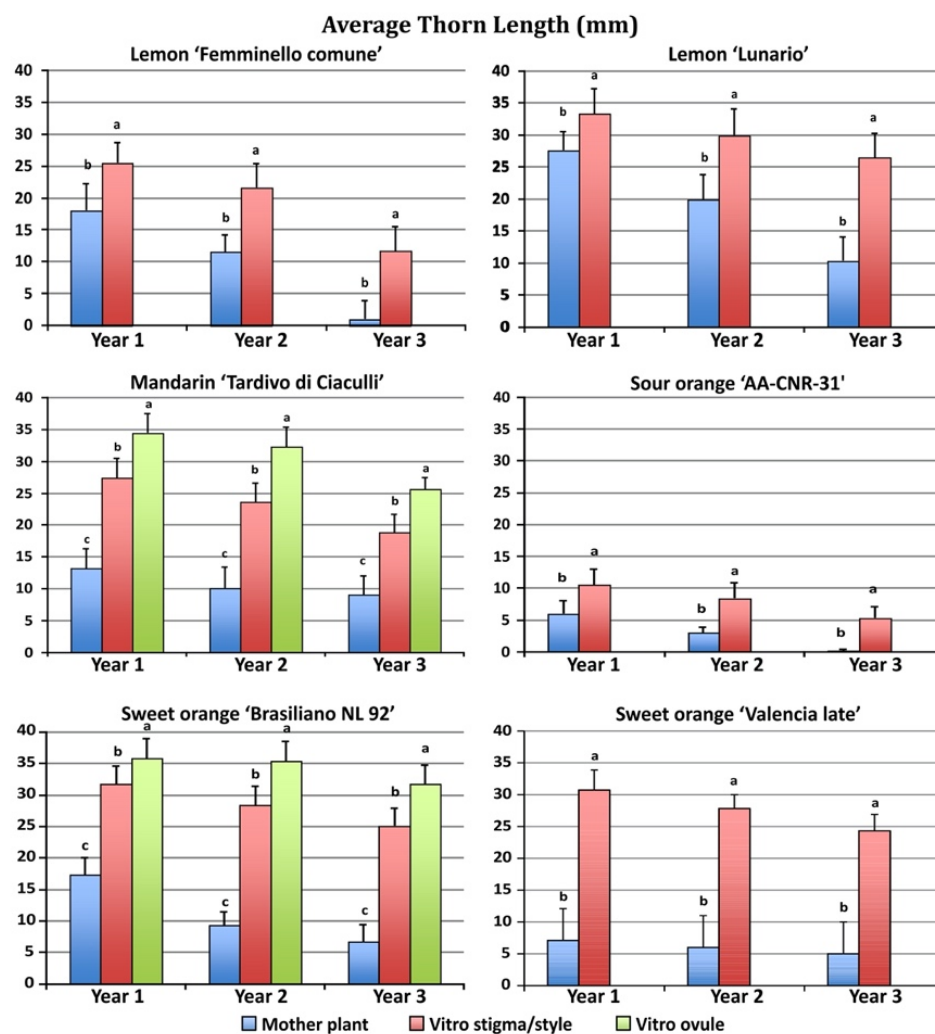 Average Thorn Length (mm)
Lemon ‘Femminello comune’
40
35
30
25
20
15
10
5
0
b
a
b
a
b
a
Year 1 Year 2 Year 3
Lemon ‘Lunario’
40
35
30
25
20
15
10
5
0
b
a
b
a
b
a
Year 1 Year 2 Year 3
Mandarin ‘Tardivo di Ciaculli’
40
35
30
25
20
15
10
5
0
c
b
a
c
b
a
c
b
a
Year 1 Year 2 Year 3
Sour orange ‘AA-CNR-31'
40
35
30
25
20
15
10
5
0
b
a
b
a
b
a
Year 1 Year 2 Year 3
Sweet orange ‘Brasiliano NL 92’
40
35
30
25
20
15
10
5
0
c
b
a
c
b
a
c
b
a
Year 1 Year 2 Year 3
Sweet orange ‘Valencia late’
40
35
30
25
20
15
10
5
0
b
a
b
a
b
a
Year 1 Year 2 Year 3
Mother plant Vitro stigma/style Vitro ovule